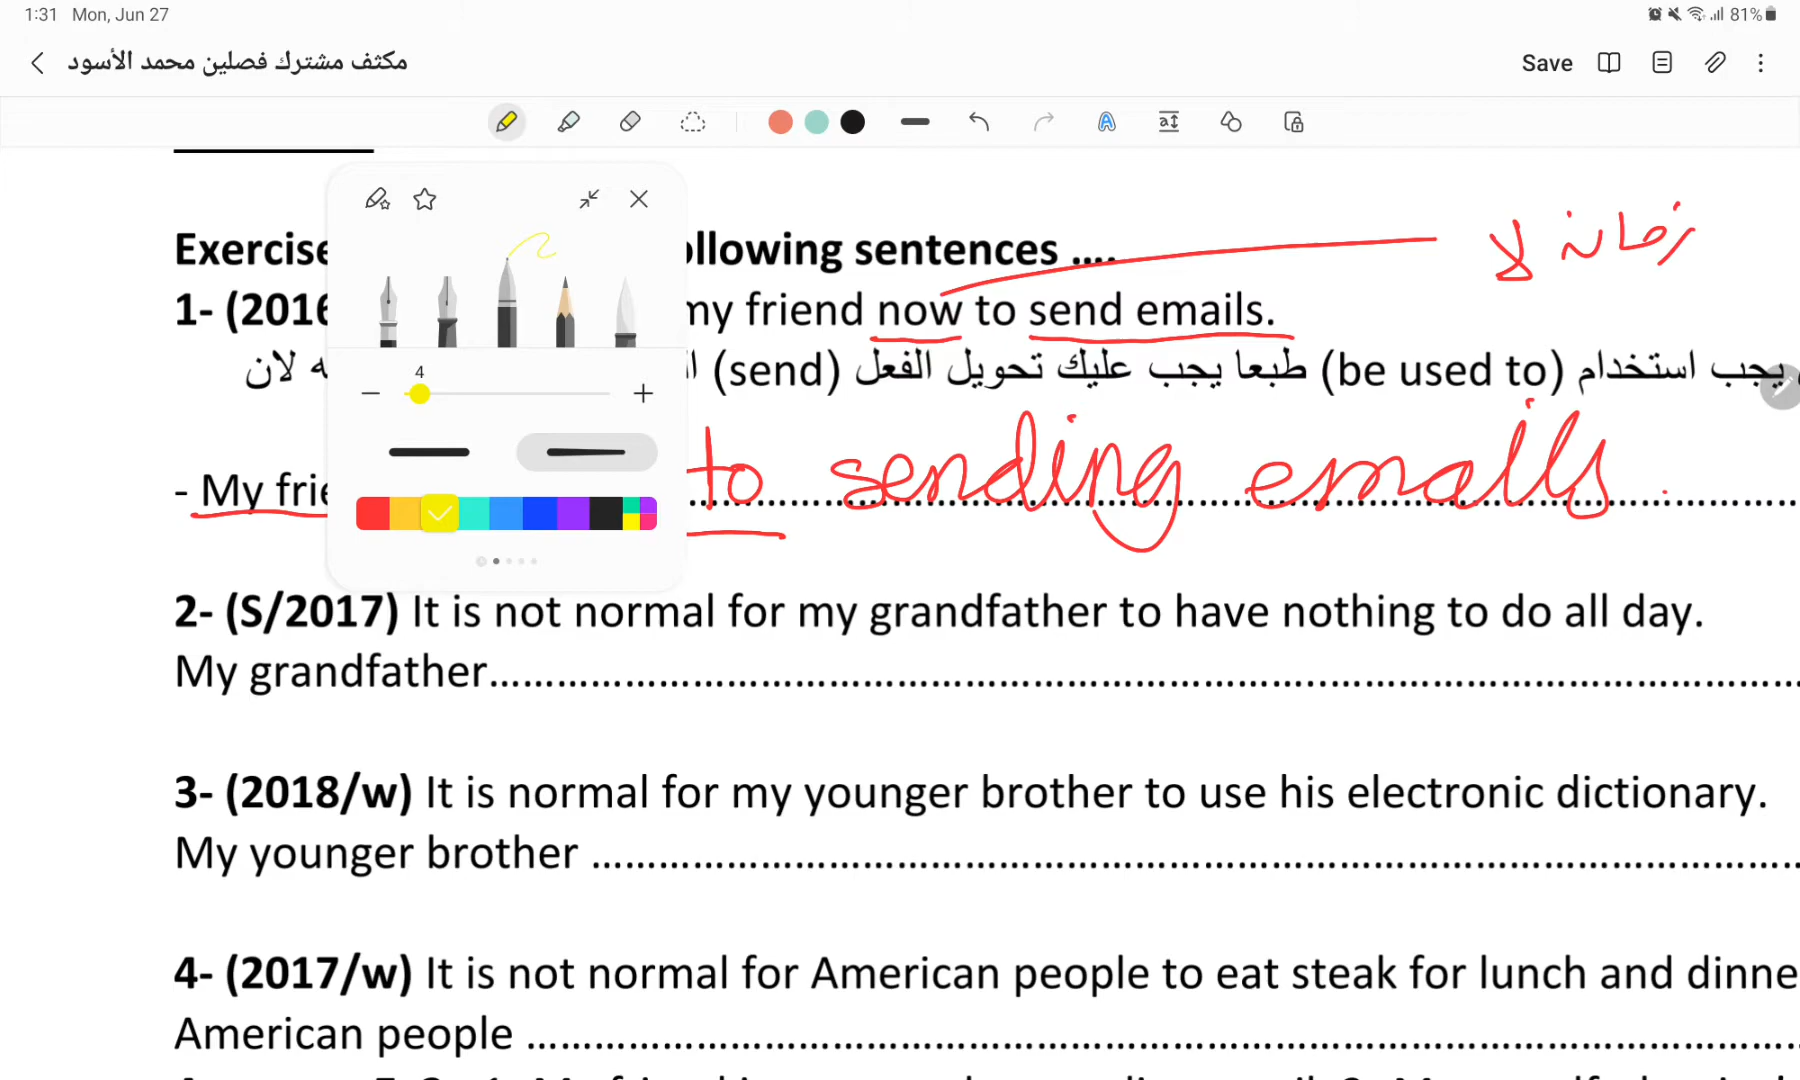 1:31 Mon, Jun 27 81%
مكثف مشترك فصلين محمد الأسود Save
Exercise ollowing sentences ....
زمانه لا
1- (2016 my friend now to send emails.
يجب استخدام (be used to) طبعا يجب عليك تحويل الفعل (send) ه لان
4
- My frie to sending emails.
2- (S/2017) It is not normal for my grandfather to have nothing to do all day.
My grandfather
3- (2018/w) It is normal for my younger brother to use his electronic dictionary.
My younger brother
4- (2017/w) It is not normal for American people to eat steak for lunch and dinne
American people